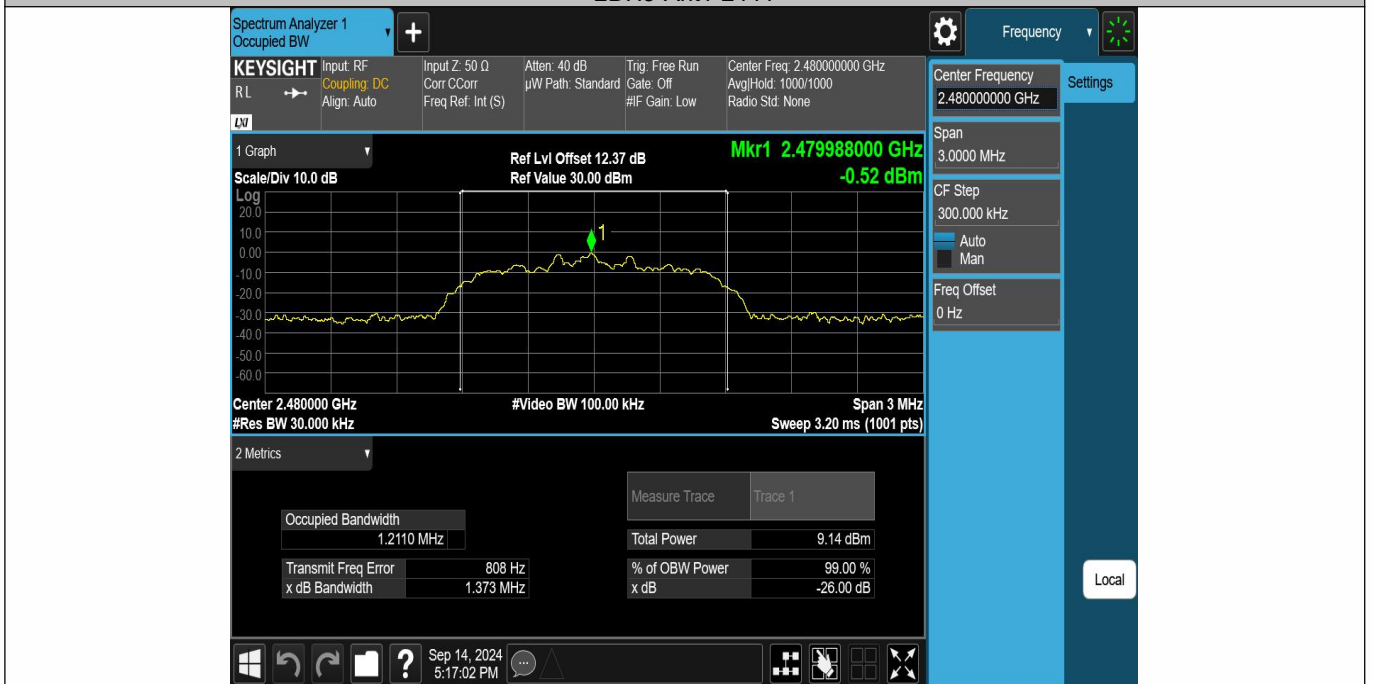 Spectrum Analyzer 1
Occupied BW
Frequency
KEYSIGHT
R L
LXI
Input: RF
Coupling: DC
Align: Auto
Input Z: 50 Ω
Corr CCorr
Freq Ref: Int (S)
Atten: 40 dB
µW Path: Standard
Trig: Free Run
Gate: Off
#IF Gain: Low
Center Freq: 2.480000000 GHz
Avg|Hold: 1000/1000
Radio Std: None
Center Frequency
2.480000000 GHz
Settings
Span
3.0000 MHz
CF Step
300.000 kHz
Auto
Man
Freq Offset
0 Hz
Local
1 Graph
Scale/Div 10.0 dB
Ref Lvl Offset 12.37 dB
Ref Value 30.00 dBm
Mkr1 2.479988000 GHz
-0.52 dBm
Log
20.0
10.0
0.00
-10.0
-20.0
-30.0
-40.0
-50.0
-60.0
1
Center 2.480000 GHz
#Video BW 100.00 kHz
Span 3 MHz
#Res BW 30.000 kHz
Sweep 3.20 ms (1001 pts)
2 Metrics
Measure Trace Trace 1
Occupied Bandwidth
1.2110 MHz
Total Power 9.14 dBm
Transmit Freq Error 808 Hz
% of OBW Power 99.00 %
x dB Bandwidth 1.373 MHz
x dB -26.00 dB
?
Sep 14, 2024
5:17:02 PM